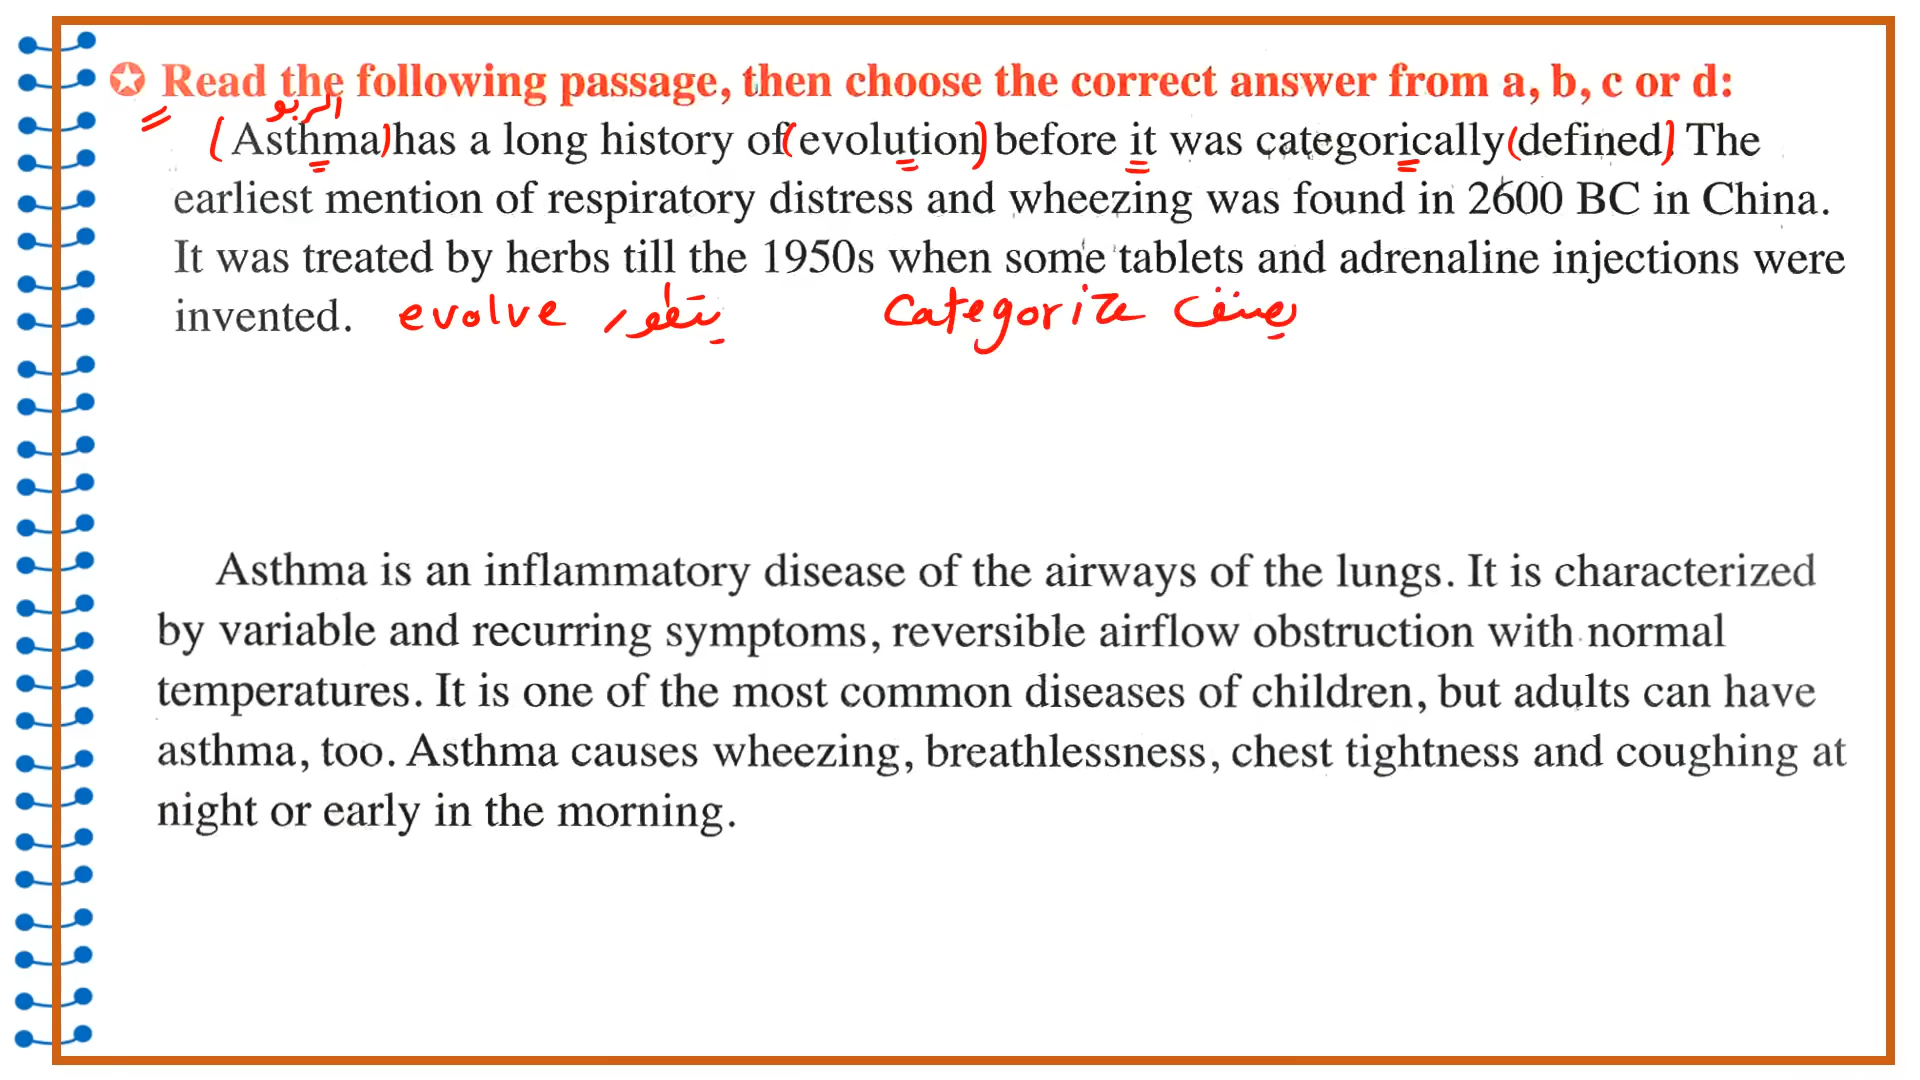 Read the following passage, then choose the correct answer from a, b, c or d:
الربو
(Asthma) has a long history of (evolution) before it was categorically (defined). The
earliest mention of respiratory distress and wheezing was found in 2600 BC in China.
It was treated by herbs till the 1950s when some tablets and adrenaline injections were
invented. evolve يتطور categorize يصنف
Asthma is an inflammatory disease of the airways of the lungs. It is characterized
by variable and recurring symptoms, reversible airflow obstruction with normal
temperatures. It is one of the most common diseases of children, but adults can have
asthma, too. Asthma causes wheezing, breathlessness, chest tightness and coughing at
night or early in the morning.